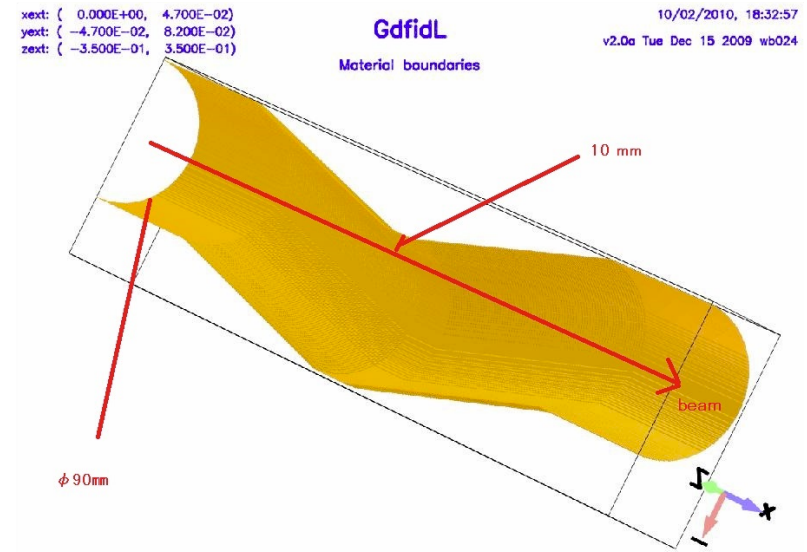 xext: ( 0.000E+00, 4.700E-02)
yext: ( -4.700E-02, 8.200E-02)
zext: ( -3.500E-01, 3.500E-01)
GdfidL
Material boundaries
10/02/2010, 18:32:57
v2.0a Tue Dec 15 2009 wb024
10 mm
beam
ϕ90mm